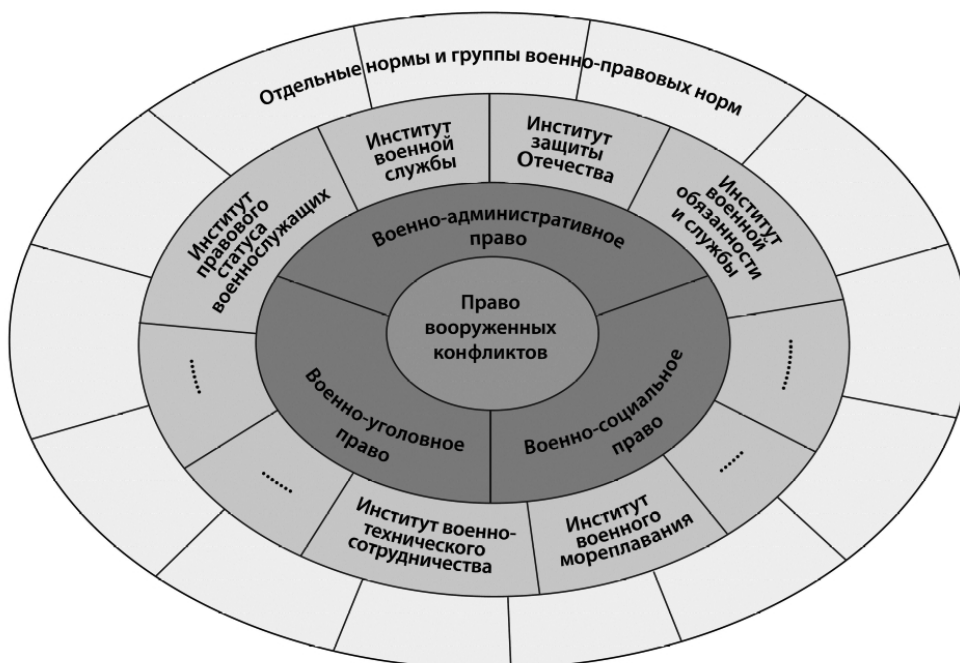 Отдельные нормы и группы военно-правовых норм
Институт
военной
службы
Институт
защиты
Отечества
Институт
правового
статуса
военнослужащих
Институт
военной
обязанности
и службы
Военно-административное
право
Право
вооруженных
конфликтов
Военно-уголовное
право
Военно-социальное
право
........
..........
.......
......
Институт военно-
технического
сотрудничества
Институт
военного
мореплавания